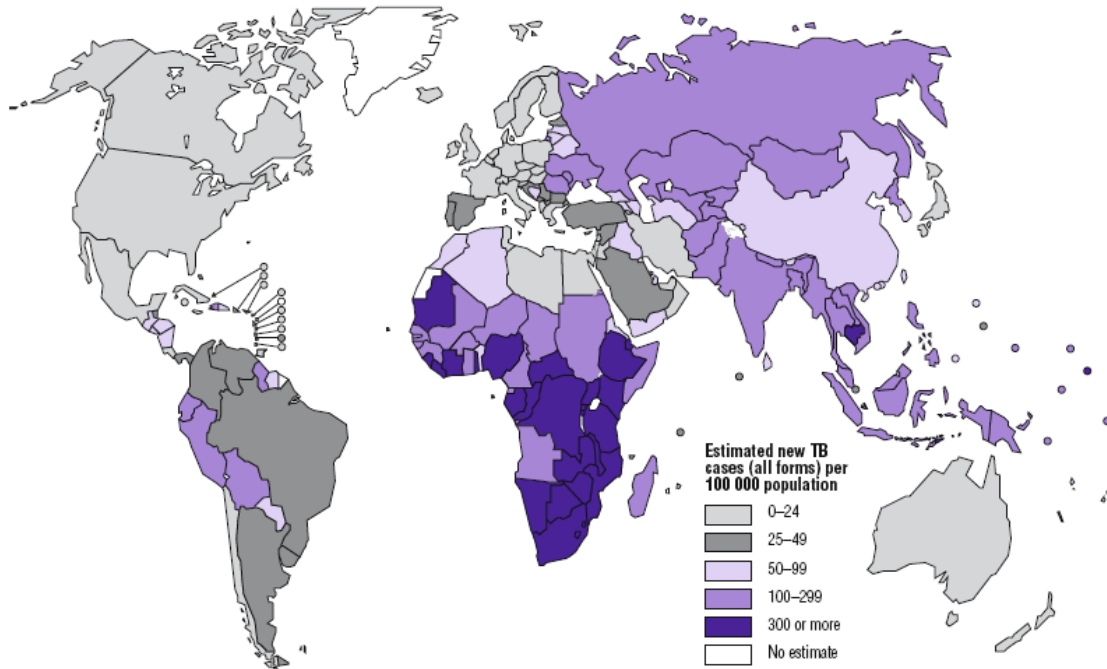 Estimated new TB
cases (all forms) per
100 000 population
0–24
25–49
50–99
100–299
300 or more
No estimate